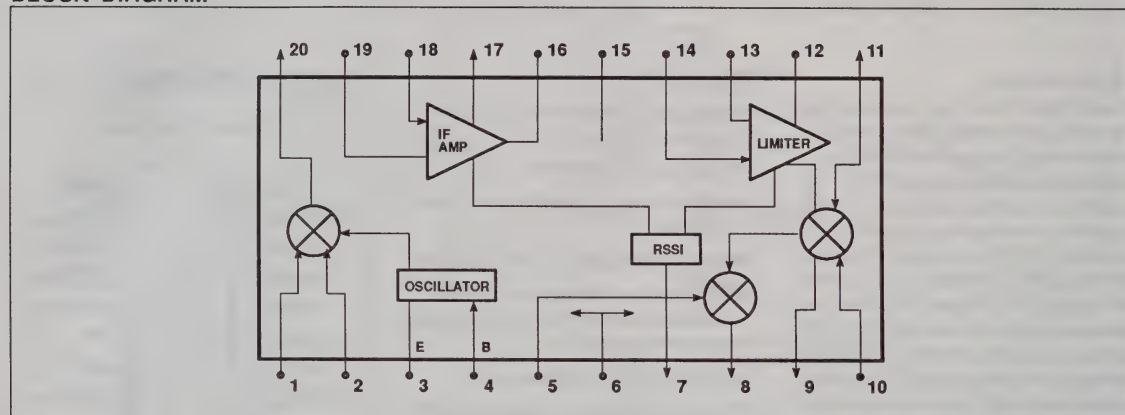 BLOCK DIAGRAM
20 19 18 17 16 15 14 13 12 11
IF
AMP
LIMITER
RSSI
OSCILLATOR
E B
1 2 3 4 5 6 7 8 9 10